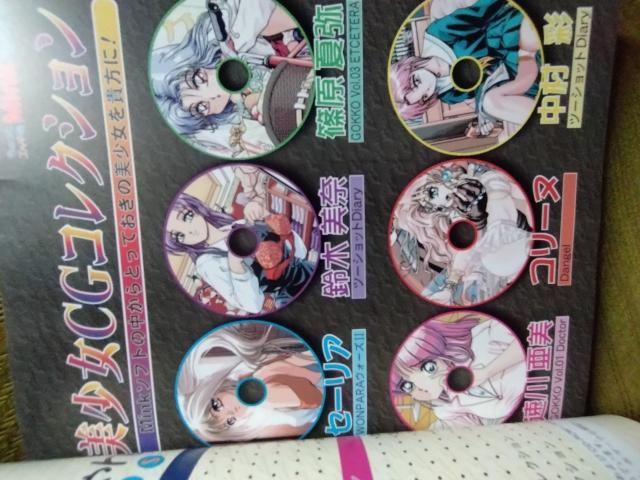 美少女CGコレクション
Minkソフトの中からとっておきの美少女を貴方に!
篠原 夏弥
GOKKO Vol.03 ETCETERA
中村 彩
ツーショットDiary
鈴木 美奈
ツーショットDiary
コリーヌ
Dangel
セーリア
WONPARAウォーズII
徳川 亜美
GOKKO Vol.01 Doctor